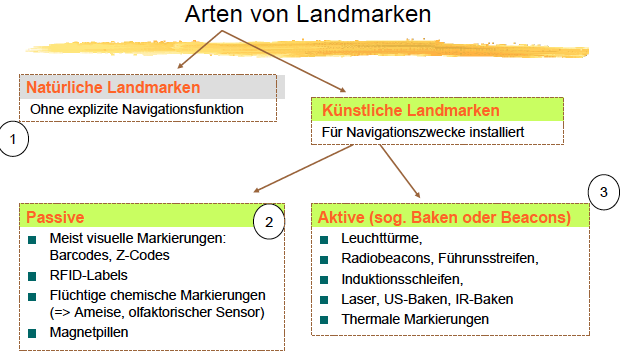 Arten von Landmarken
Natürliche Landmarken
Ohne explizite Navigationsfunktion
1
Künstliche Landmarken
Für Navigationszwecke installiert
Passive
2
Meist visuelle Markierungen:
Barcodes, Z-Codes
RFID-Labels
Flüchtige chemische Markierungen
(=> Ameise, olfaktorischer Sensor)
Magnetpillen
3
Aktive (sog. Baken oder Beacons)
Leuchttürme,
Radiobeacons, Führunsstreifen,
Induktionsschleifen,
Laser, US-Baken, IR-Baken
Thermale Markierungen